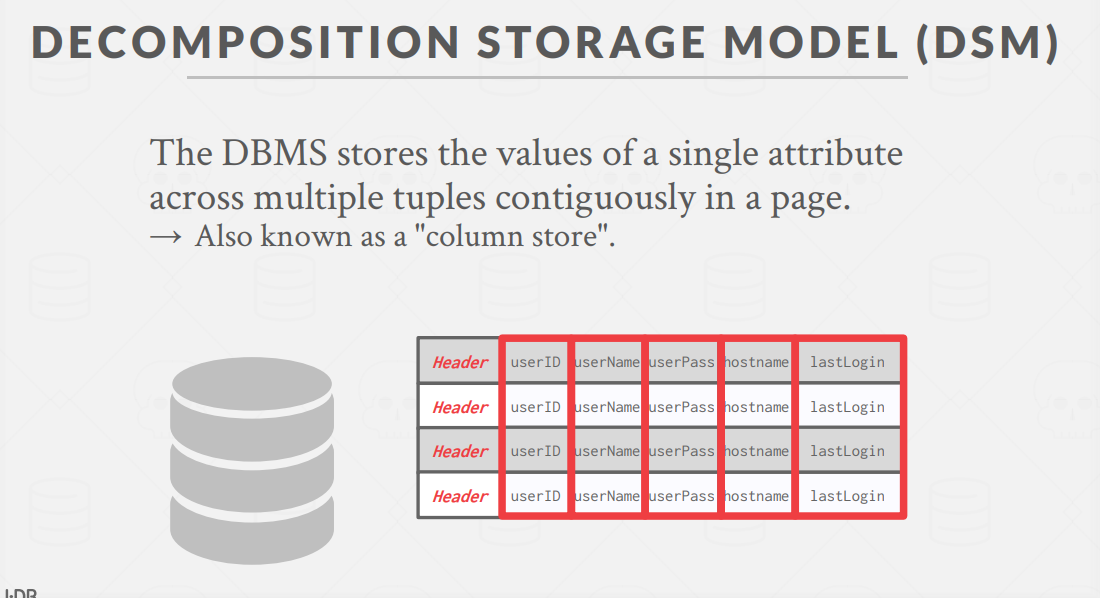 DECOMPOSITION STORAGE MODEL (DSM)
The DBMS stores the values of a single attribute
across multiple tuples contiguously in a page.
→ Also known as a "column store".
Header userID userName userPass hostname lastLogin
Header userID userName userPass hostname lastLogin
Header userID userName userPass hostname lastLogin
Header userID userName userPass hostname lastLogin